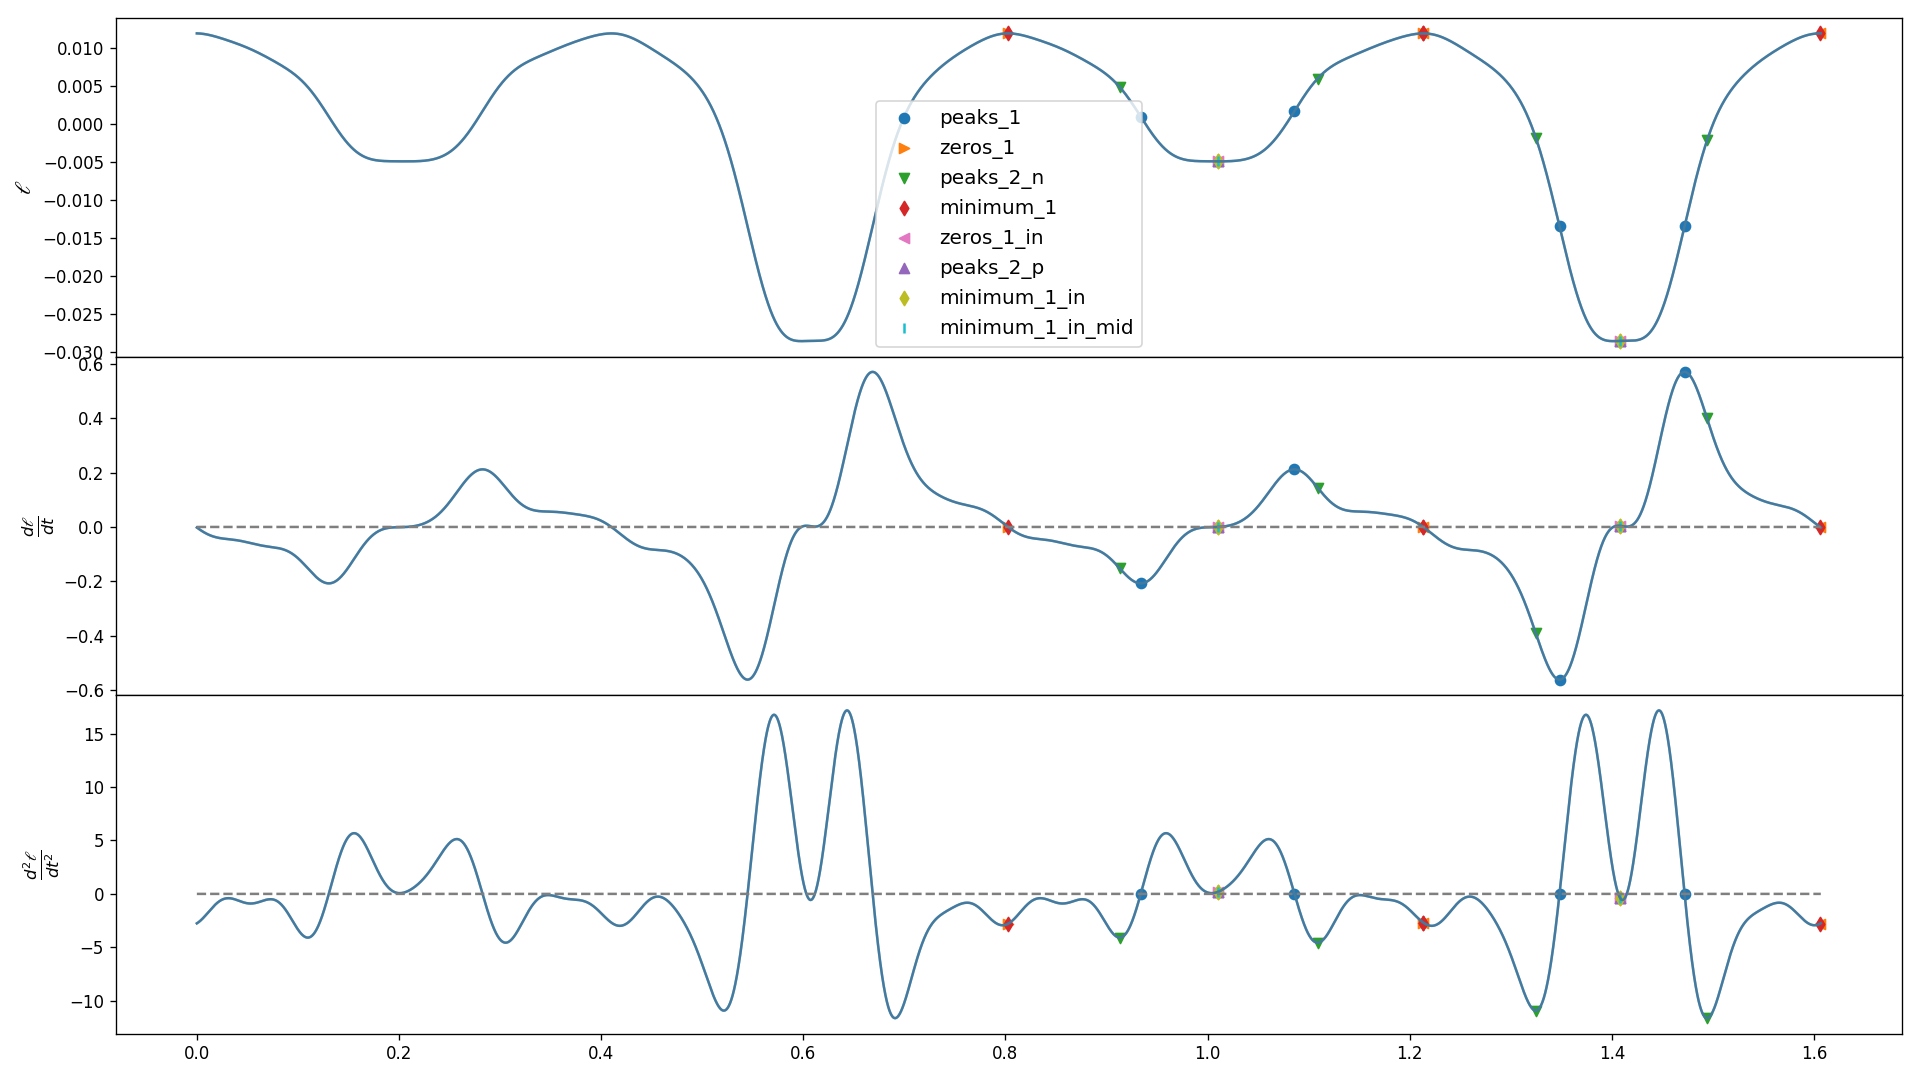 0.010
0.005
0.000
−0.005
−0.010
−0.015
−0.020
−0.025
−0.030
ℓ
peaks_1
zeros_1
peaks_2_n
minimum_1
zeros_1_in
peaks_2_p
minimum_1_in
minimum_1_in_mid
0.6
0.4
0.2
0.0
−0.2
−0.4
−0.6
dℓ
dt
15
10
5
0
−5
−10
d²ℓ
dt²
0.0 0.2 0.4 0.6 0.8 1.0 1.2 1.4 1.6